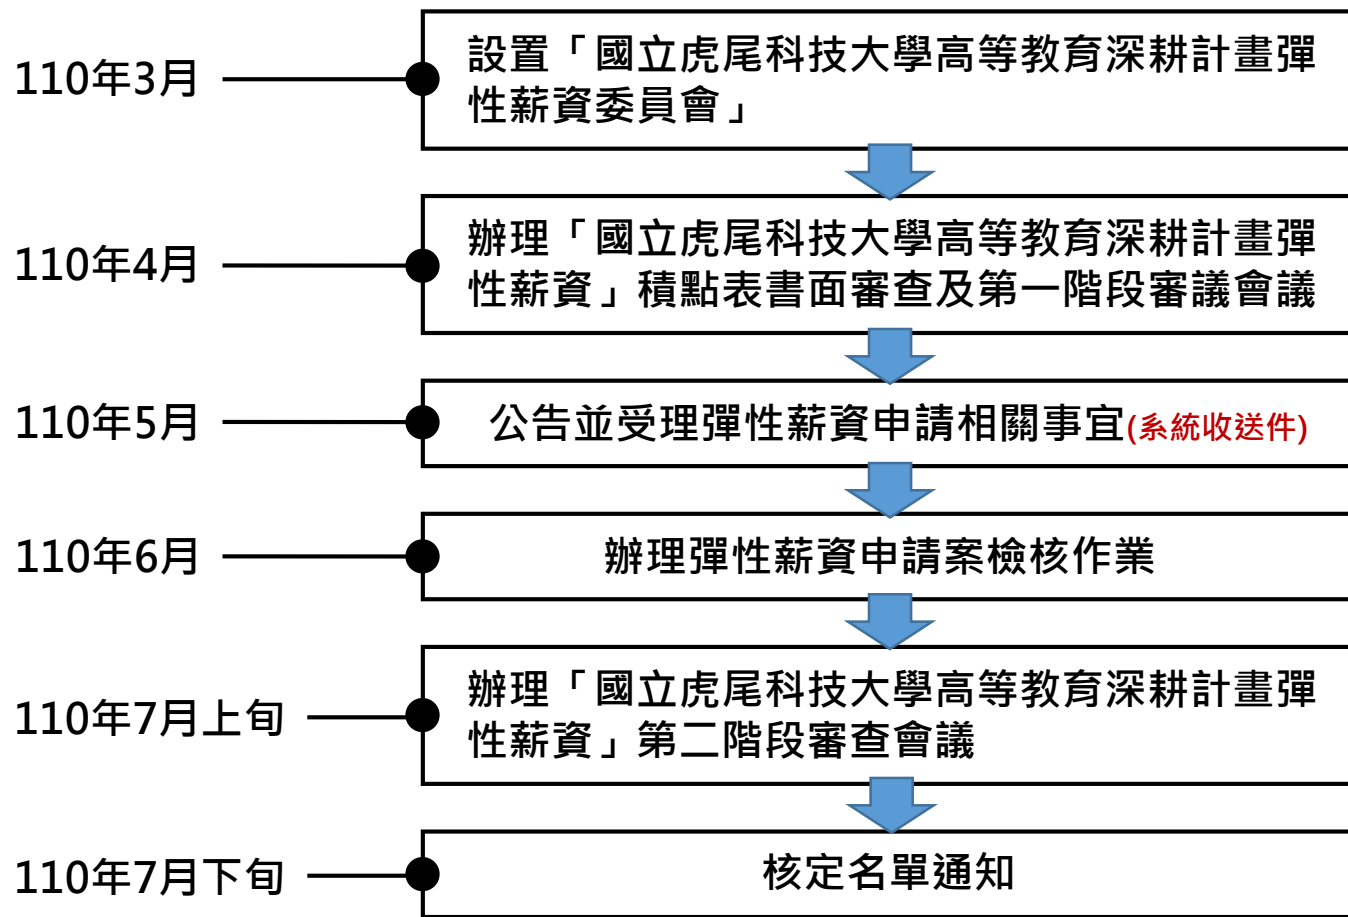 110年3月
設置「國立虎尾科技大學高等教育深耕計畫彈
性薪資委員會」
110年4月
辦理「國立虎尾科技大學高等教育深耕計畫彈
性薪資」積點表書面審查及第一階段審議會議
110年5月
公告並受理彈性薪資申請相關事宜(系統收送件)
110年6月
辦理彈性薪資申請案檢核作業
110年7月上旬
辦理「國立虎尾科技大學高等教育深耕計畫彈
性薪資」第二階段審查會議
110年7月下旬
核定名單通知